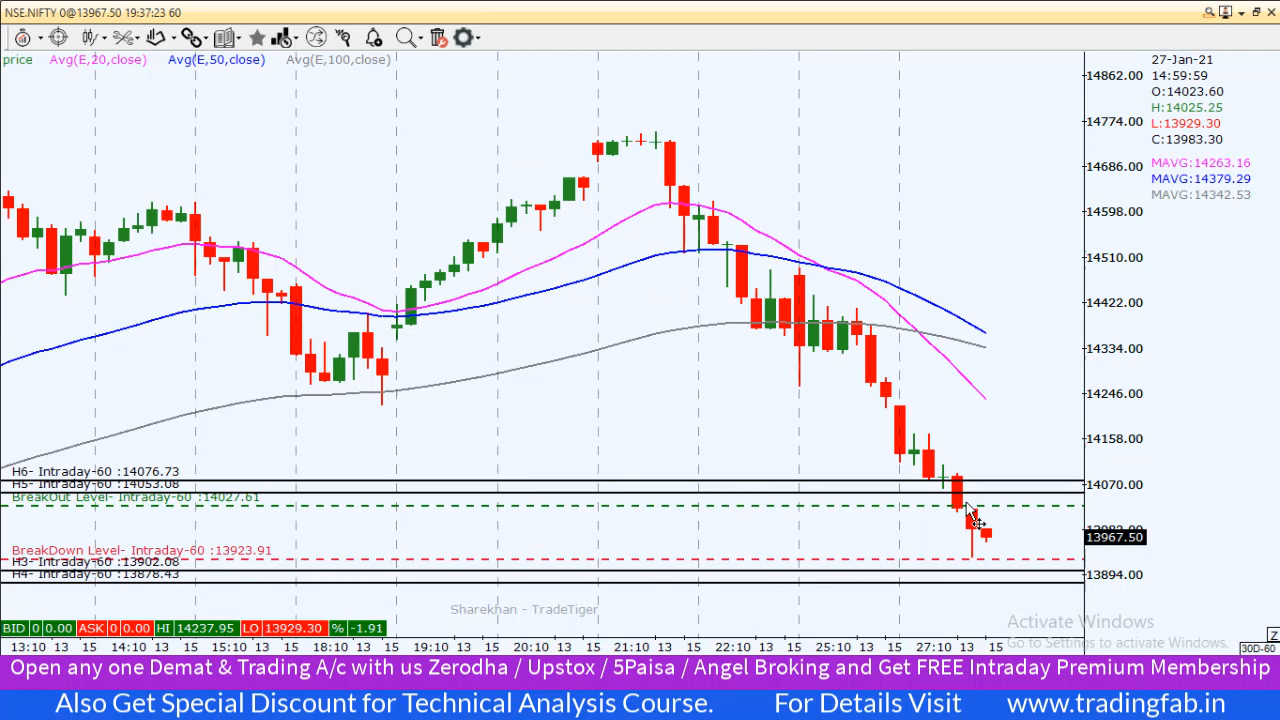 NSE.NIFTY 0@13967.50 19:37:23 60
price Avg(E,20,close) Avg(E,50,close) Avg(E,100,close)
27-Jan-21
14:59:59
O:14023.60
H:14025.25
L:13929.30
C:13983.30
MAVG:14263.16
MAVG:14379.29
MAVG:14342.53
14862.00
14774.00
14686.00
14598.00
14510.00
14422.00
14334.00
14246.00
14158.00
14070.00
13982.00
13967.50
13894.00
H6- Intraday-60 :14076.73
H5- Intraday-60 :14053.08
BreakOut Level- Intraday-60 :14027.61
BreakDown Level- Intraday-60 :13923.91
H3- Intraday-60 :13902.08
H4- Intraday-60 :13878.43
Sharekhan - TradeTiger
Activate Windows
Go to Settings to activate Windows.
BID 0 0.00 ASK 0 0.00 HI 14237.95 LO 13929.30 % -1.91
Z
13:10 13 15 14:10 13 15 15:10 13 15 18:10 13 15 19:10 13 15 20:10 13 15 21:10 13 15 22:10 13 15 25:10 13 15 27:10 13 15
30D-60
Open any one Demat & Trading A/c with us Zerodha / Upstox / 5Paisa / Angel Broking and Get FREE Intraday Premium Membership
Also Get Special Discount for Technical Analysis Course. For Details Visit www.tradingfab.in